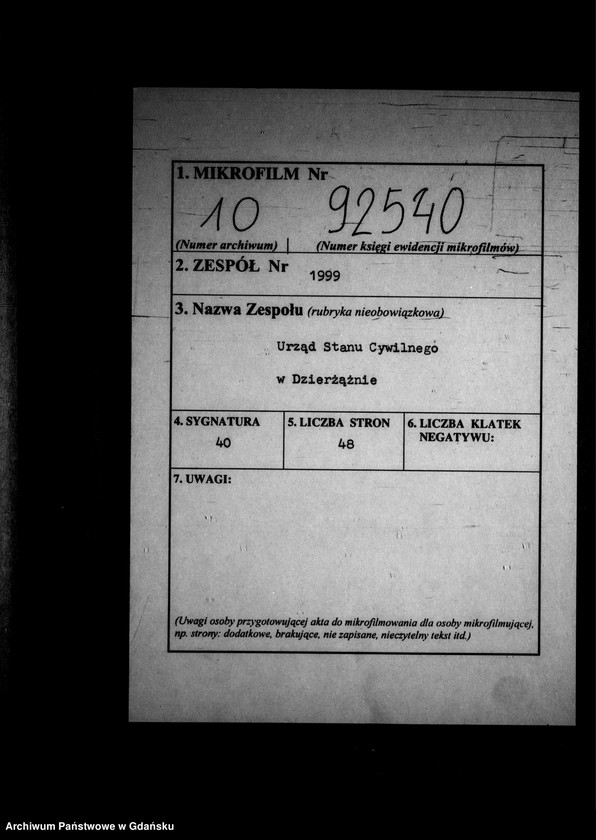 1. MIKROFILM Nr
10 92540
(Numer archiwum) | (Numer księgi ewidencji mikrofilmów)
2. ZESPÓŁ Nr 1999
3. Nazwa Zespołu (rubryka nieobowiązkowa)
Urząd Stanu Cywilnego
w Dzierżążnie
4. SYGNATURA 5. LICZBA STRON 6. LICZBA KLATEK
NEGATYWU:
40 48
7. UWAGI:
(Uwagi osoby przygotowującej akta do mikrofilmowania dla osoby mikrofilmującej,
np. strony: dodatkowe, brakujące, nie zapisane, nieczytelny tekst itd.)
Archiwum Państwowe w Gdańsku